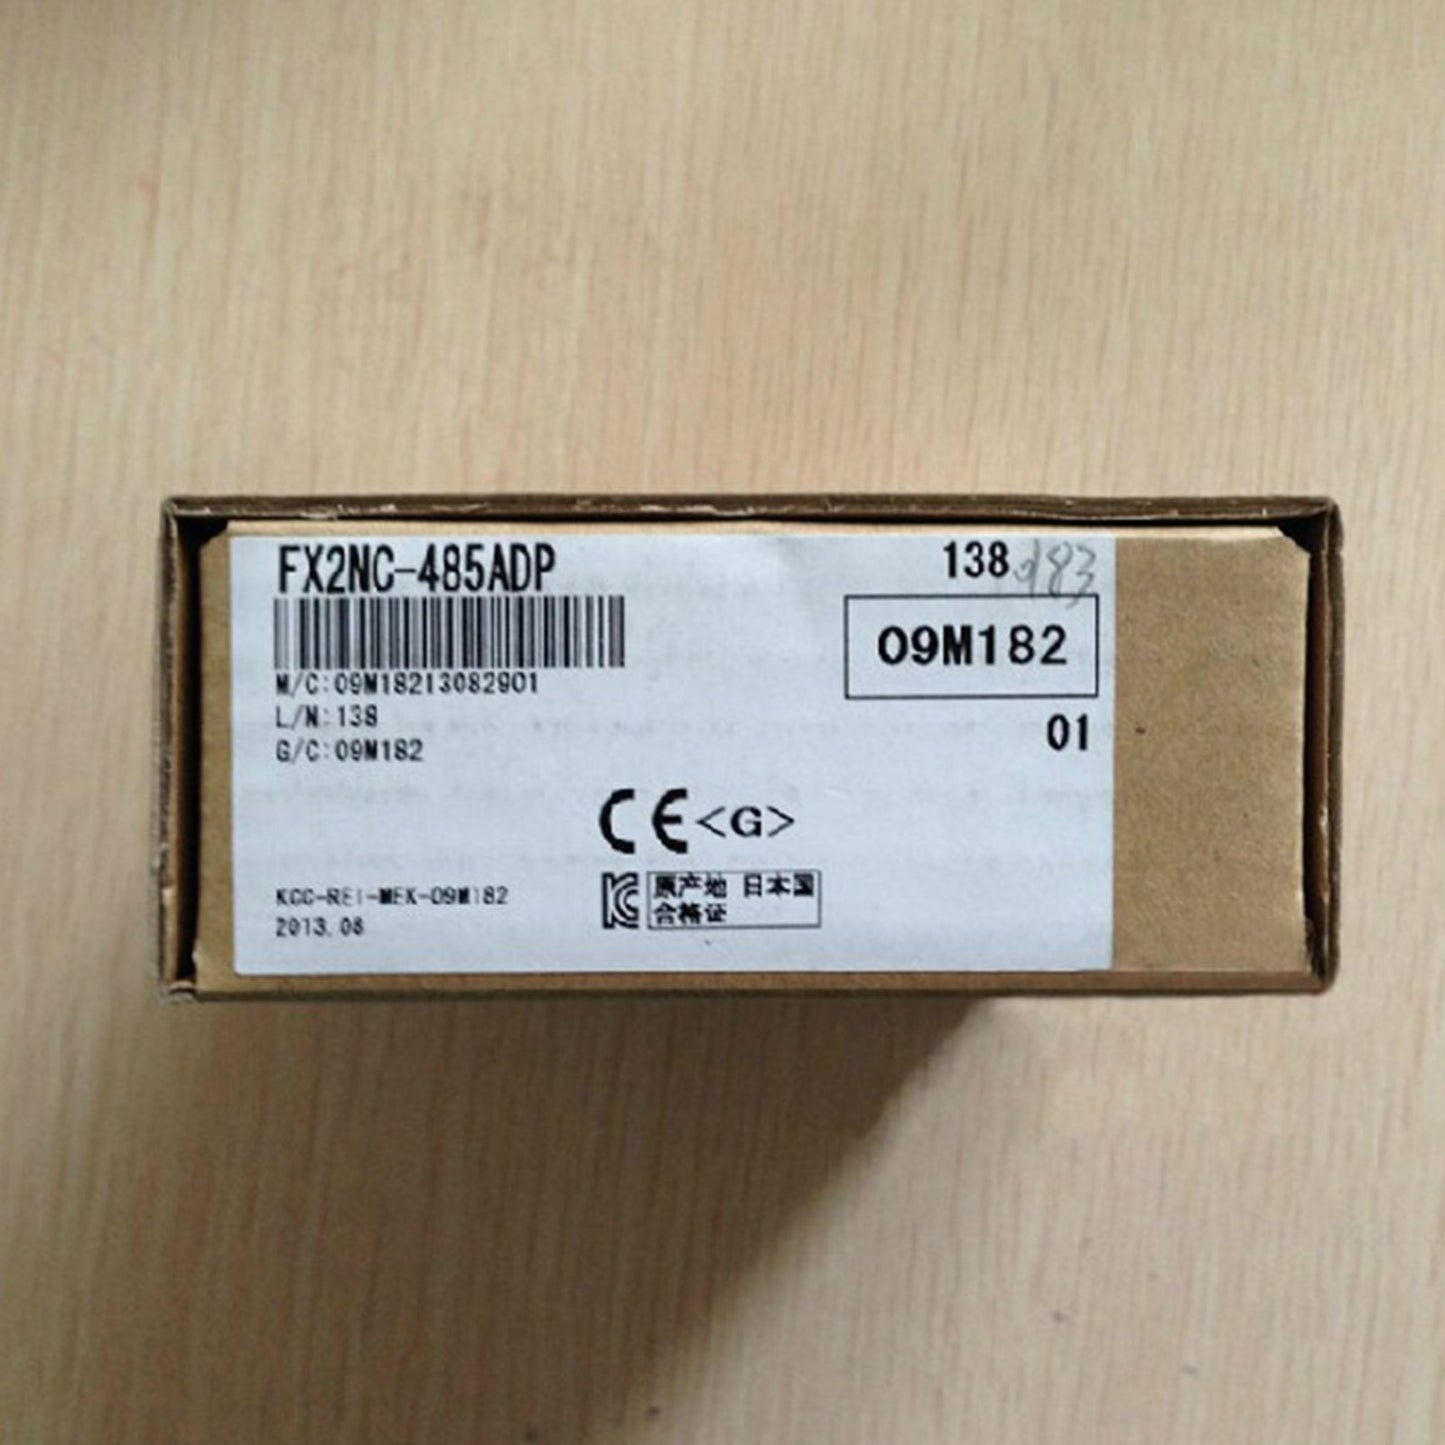 FX2NC-485ADP
138
09M182
M/C:09M18213082901
L/N:138
G/C:09M182
01
CE<G>
KCC-REI-MEK-09M182
2013.08
原产地 日本国
合格证